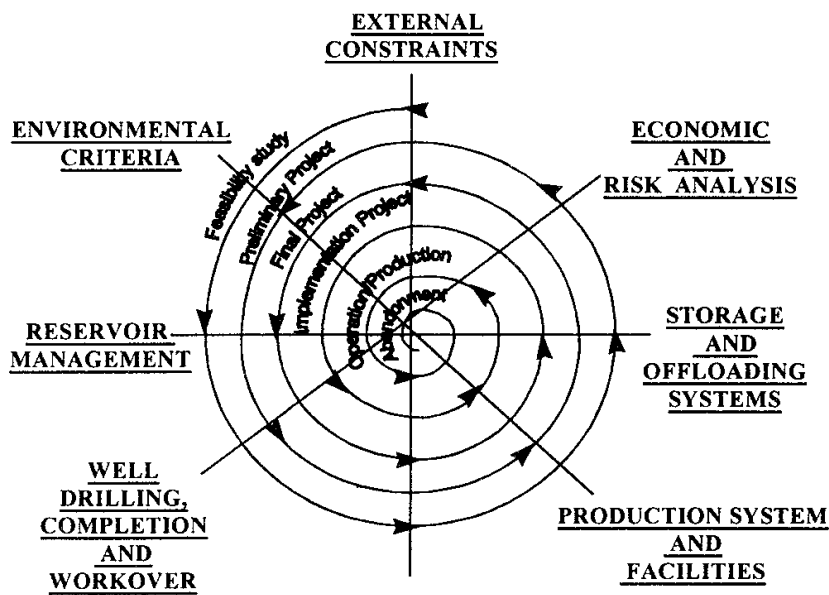 EXTERNAL
CONSTRAINTS
ENVIRONMENTAL
CRITERIA
ECONOMIC
AND
RISK ANALYSIS
Feasibility study
Preliminary Project
Final Project
Implementation Project
Operation/Production
Abandonment
RESERVOIR
MANAGEMENT
STORAGE
AND
OFFLOADING
SYSTEMS
WELL
DRILLING,
COMPLETION
AND
WORKOVER
PRODUCTION SYSTEM
AND
FACILITIES